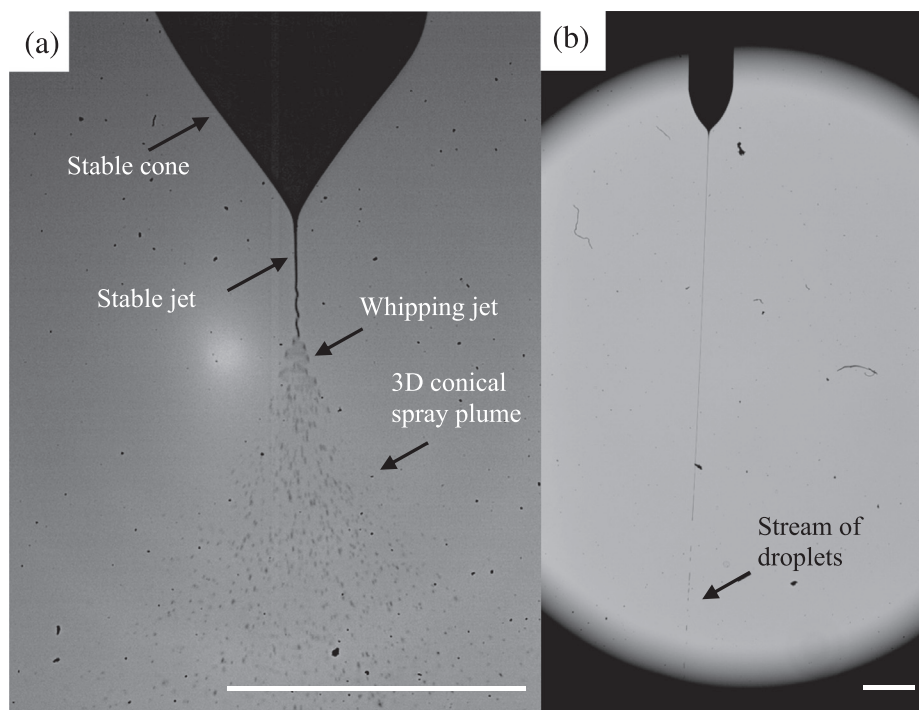 (a)
Stable cone
Stable jet
Whipping jet
3D conical
spray plume
(b)
Stream of
droplets